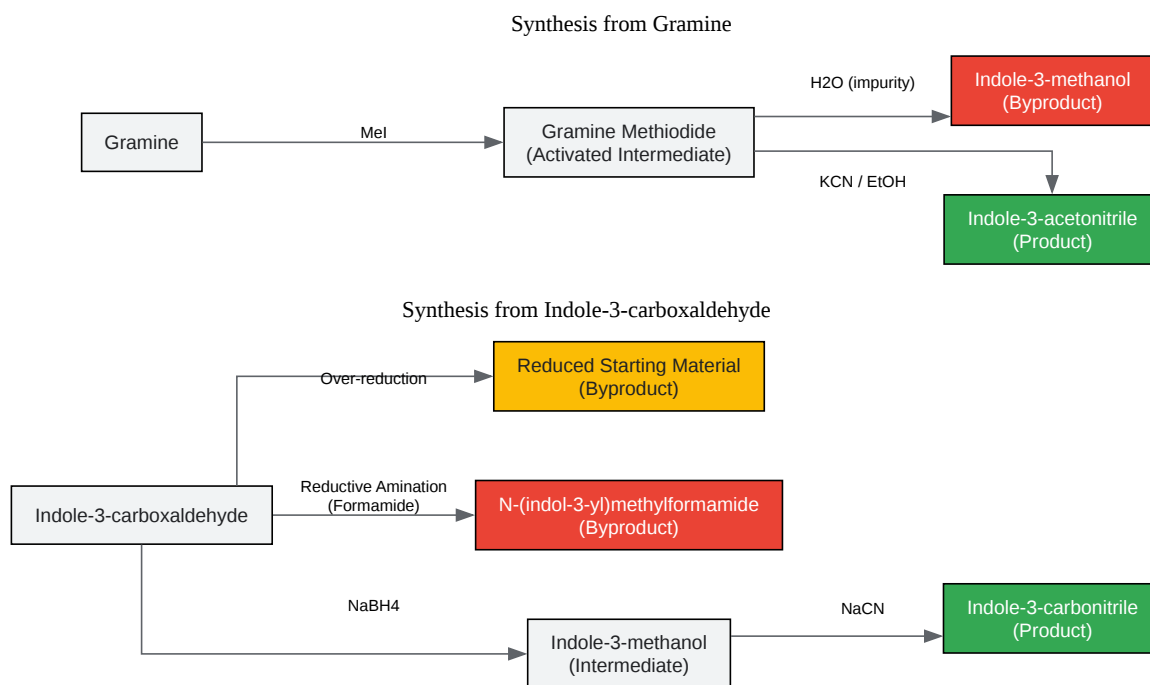 Synthesis from Gramine
H2O (impurity)
Indole-3-methanol
(Byproduct)
Gramine
MeI
Gramine Methiodide
(Activated Intermediate)
KCN / EtOH
Indole-3-acetonitrile
(Product)
Synthesis from Indole-3-carboxaldehyde
Over-reduction
Reduced Starting Material
(Byproduct)
Indole-3-carboxaldehyde
Reductive Amination
(Formamide)
N-(indol-3-yl)methylformamide
(Byproduct)
NaBH4
Indole-3-methanol
(Intermediate)
NaCN
Indole-3-carbonitrile
(Product)